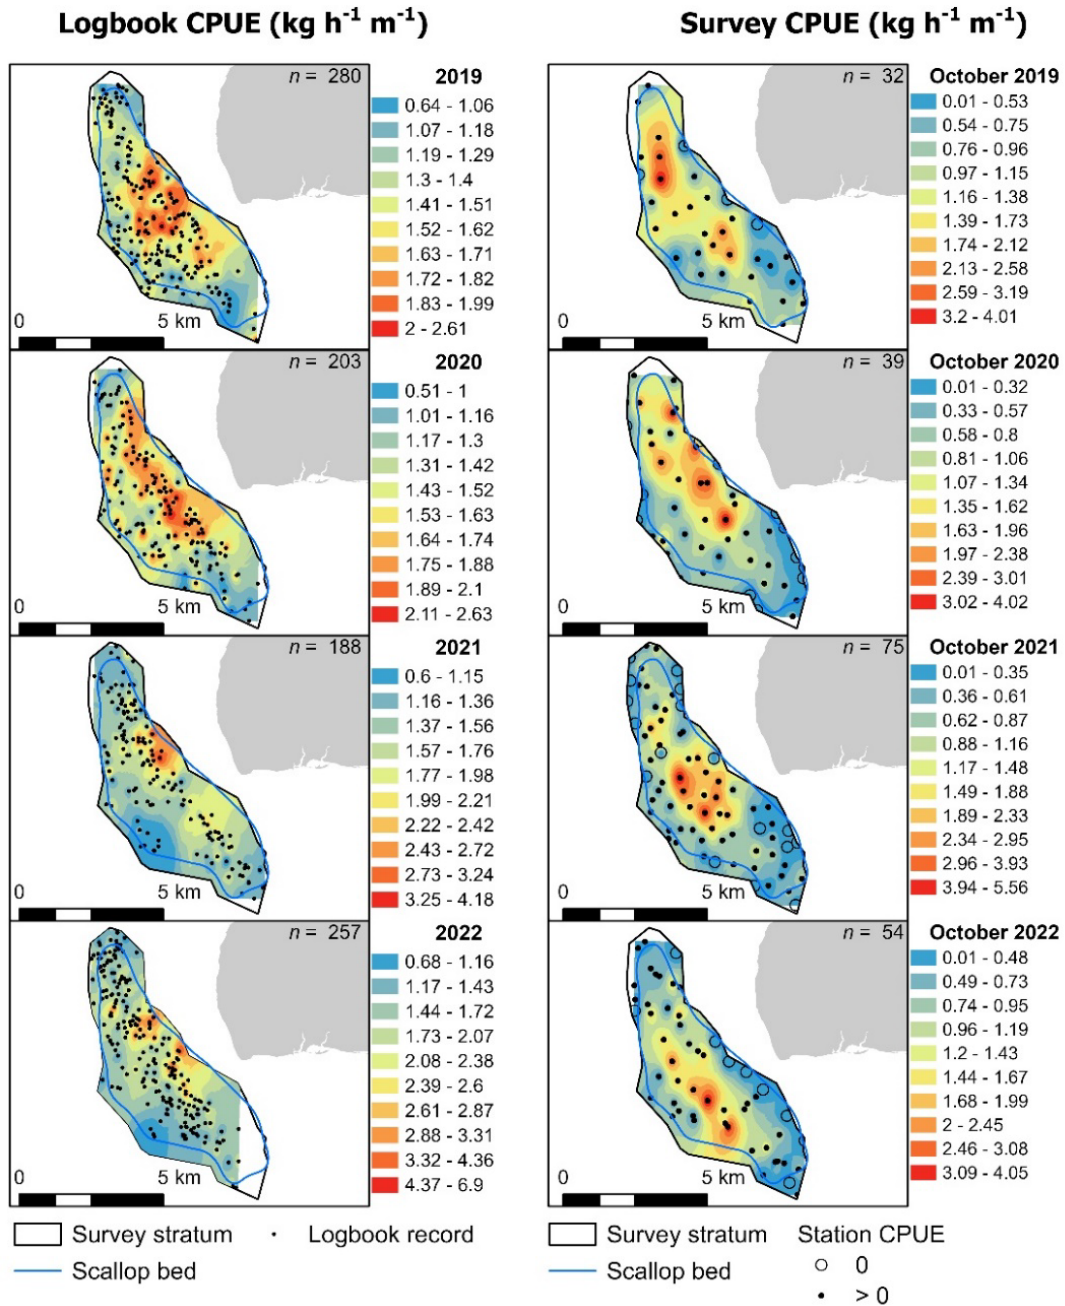 Logbook CPUE (kg h-1 m-1)
n = 280
2019
0.64 - 1.06
1.07 - 1.18
1.19 - 1.29
1.3 - 1.4
1.41 - 1.51
1.52 - 1.62
1.63 - 1.71
1.72 - 1.82
1.83 - 1.99
2 - 2.61
0
5 km
n = 203
2020
0.51 - 1
1.01 - 1.16
1.17 - 1.3
1.31 - 1.42
1.43 - 1.52
1.53 - 1.63
1.64 - 1.74
1.75 - 1.88
1.89 - 2.1
2.11 - 2.63
0
5 km
n = 188
2021
0.6 - 1.15
1.16 - 1.36
1.37 - 1.56
1.57 - 1.76
1.77 - 1.98
1.99 - 2.21
2.22 - 2.42
2.43 - 2.72
2.73 - 3.24
3.25 - 4.18
0
5 km
n = 257
2022
0.68 - 1.16
1.17 - 1.43
1.44 - 1.72
1.73 - 2.07
2.08 - 2.38
2.39 - 2.6
2.61 - 2.87
2.88 - 3.31
3.32 - 4.36
4.37 - 6.9
0
5 km
Survey stratum
Logbook record
Scallop bed
Survey CPUE (kg h-1 m-1)
n = 32
October 2019
0.01 - 0.53
0.54 - 0.75
0.76 - 0.96
0.97 - 1.15
1.16 - 1.38
1.39 - 1.73
1.74 - 2.12
2.13 - 2.58
2.59 - 3.19
3.2 - 4.01
0
5 km
n = 39
October 2020
0.01 - 0.32
0.33 - 0.57
0.58 - 0.8
0.81 - 1.06
1.07 - 1.34
1.35 - 1.62
1.63 - 1.96
1.97 - 2.38
2.39 - 3.01
3.02 - 4.02
0
5 km
n = 75
October 2021
0.01 - 0.35
0.36 - 0.61
0.62 - 0.87
0.88 - 1.16
1.17 - 1.48
1.49 - 1.88
1.89 - 2.33
2.34 - 2.95
2.96 - 3.93
3.94 - 5.56
0
5 km
n = 54
October 2022
0.01 - 0.48
0.49 - 0.73
0.74 - 0.95
0.96 - 1.19
1.2 - 1.43
1.44 - 1.67
1.68 - 1.99
2 - 2.45
2.46 - 3.08
3.09 - 4.05
0
5 km
Survey stratum
Scallop bed
Station CPUE
0
> 0